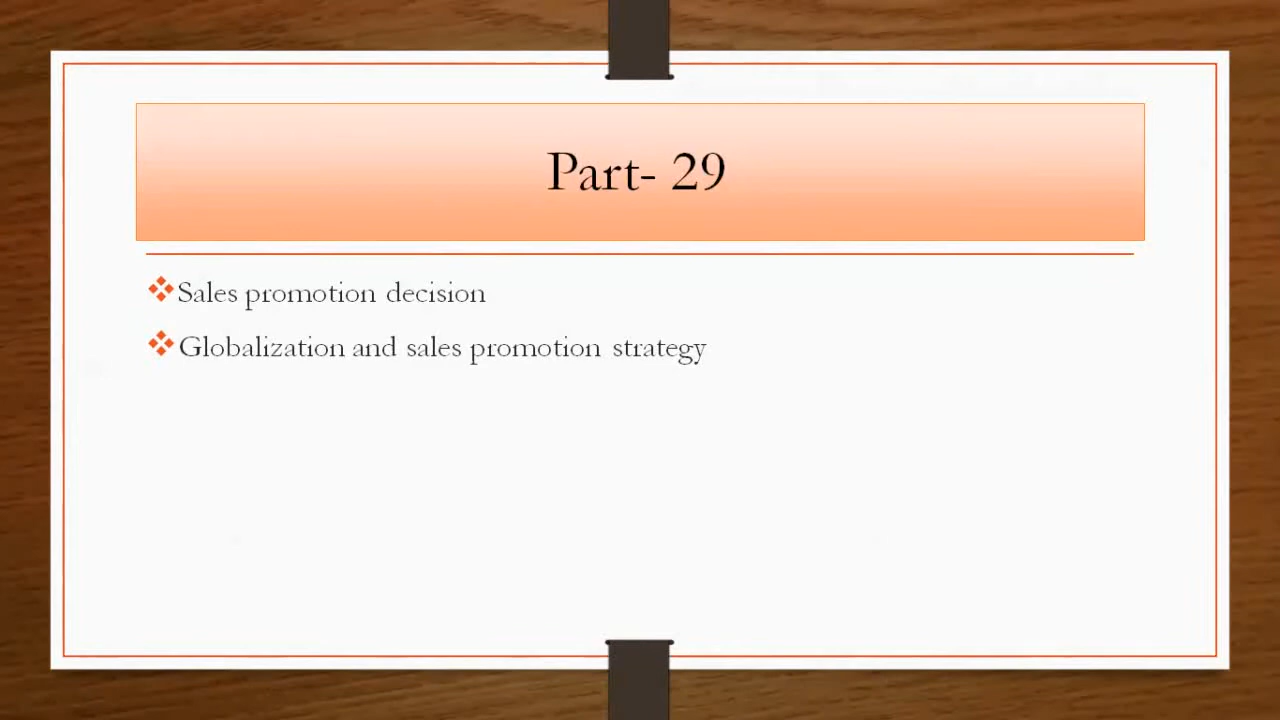 Part- 29
Sales promotion decision
Globalization and sales promotion strategy